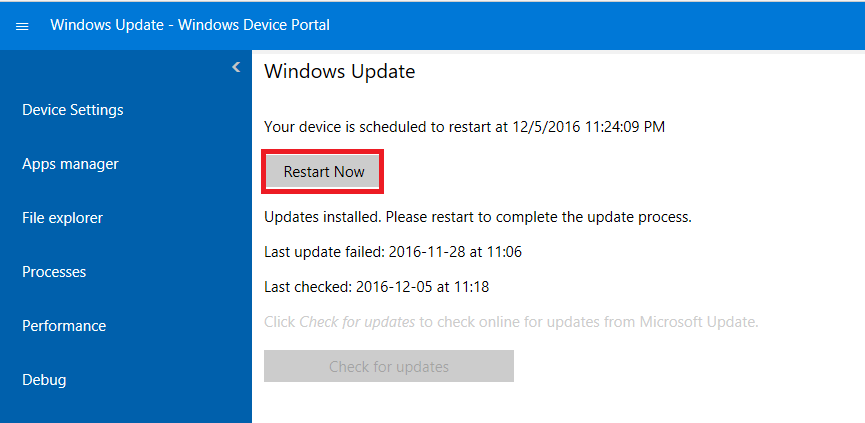 Windows Update - Windows Device Portal
Device Settings
Apps manager
File explorer
Processes
Performance
Debug
Windows Update
Your device is scheduled to restart at 12/5/2016 11:24:09 PM
Restart Now
Updates installed. Please restart to complete the update process.
Last update failed: 2016-11-28 at 11:06
Last checked: 2016-12-05 at 11:18
Click Check for updates to check online for updates from Microsoft Update.
Check for updates